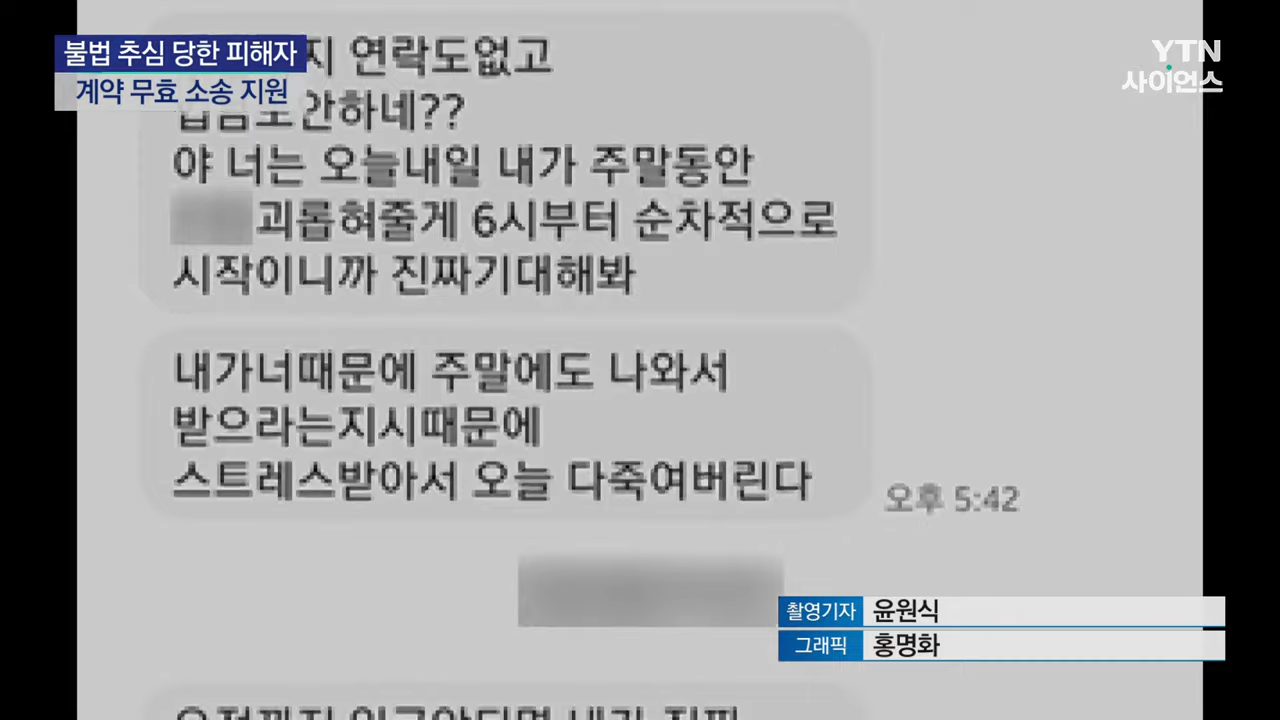 불법 추심 당한 피해자
계약 무효 소송 지원
YTN
사이언스
지 연락도없고
입금도안하네??
야 너는 오늘내일 내가 주말동안
괴롭혀줄게 6시부터 순차적으로
시작이니까 진짜기대해봐
내가너때문에 주말에도 나와서
받으라는지시때문에
스트레스받아서 오늘 다죽여버린다
오후 5:42
촬영기자 윤원식
그래픽 홍명화